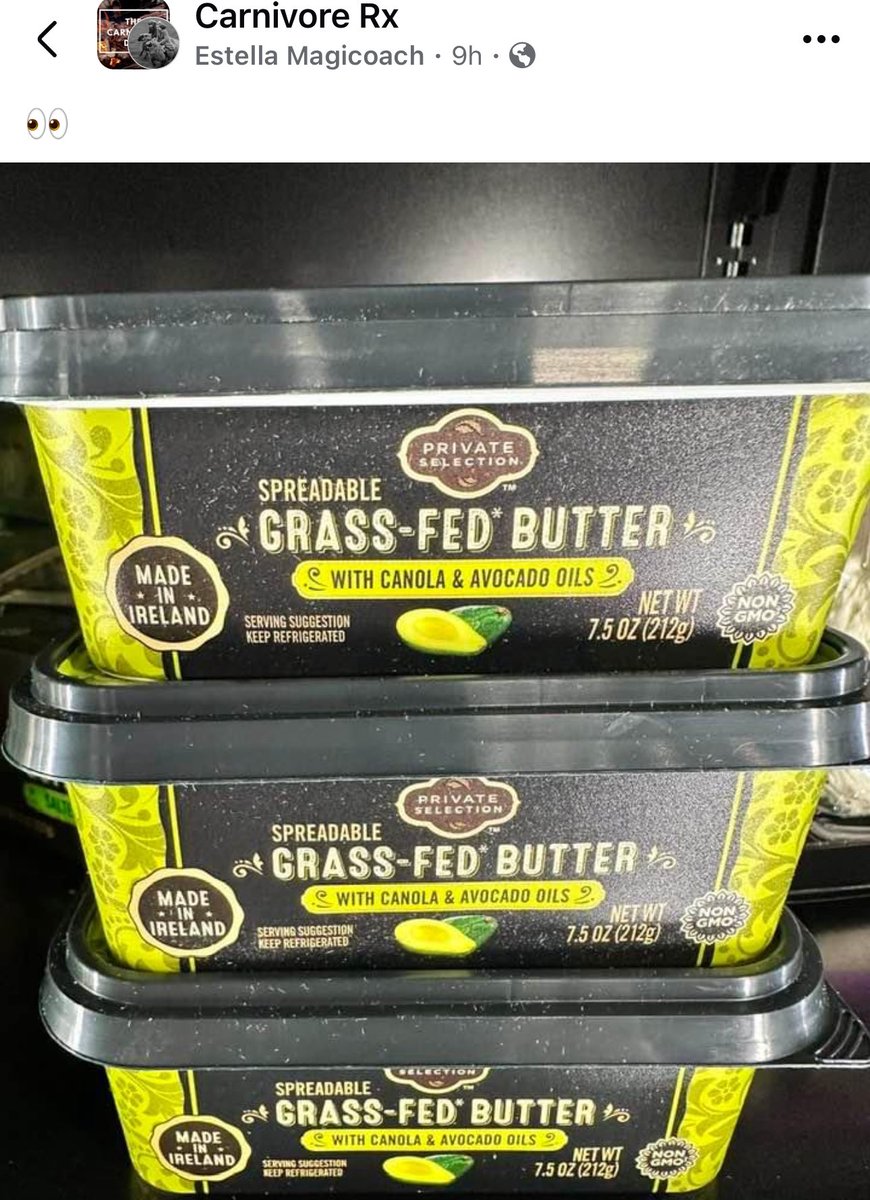 Carnivore Rx
Estella Magicoach · 9h ·
👀
PRIVATE
SELECTION™
SPREADABLE
GRASS-FED* BUTTER
WITH CANOLA & AVOCADO OILS
MADE
IN
IRELAND
SERVING SUGGESTION
KEEP REFRIGERATED
NET WT
7.5 OZ (212g)
NON
GMO
PRIVATE
SELECTION™
SPREADABLE
GRASS-FED* BUTTER
WITH CANOLA & AVOCADO OILS
MADE
IN
IRELAND
SERVING SUGGESTION
KEEP REFRIGERATED
NET WT
7.5 OZ (212g)
NON
GMO
SELECTION™
SPREADABLE
GRASS-FED* BUTTER
WITH CANOLA & AVOCADO OILS
MADE
IN
IRELAND
SERVING SUGGESTION
KEEP REFRIGERATED
NET WT
7.5 OZ (212g)
NON
GMO